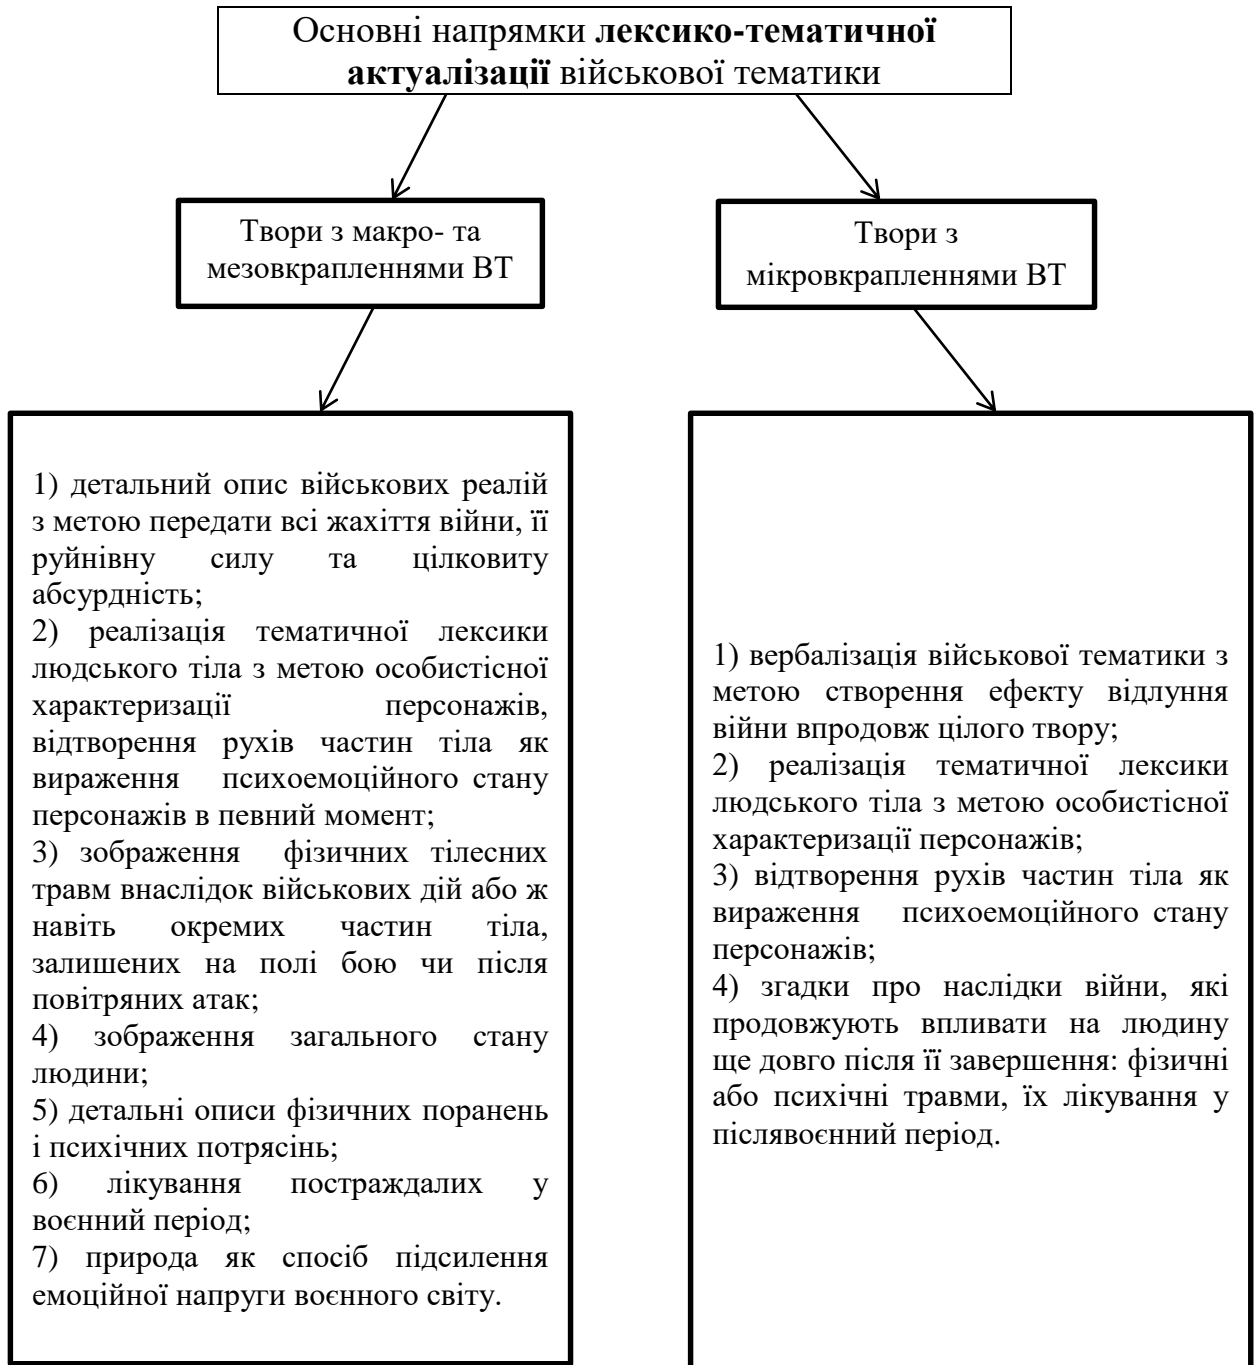 Основні напрямки лексико-тематичної
актуалізації військової тематики
Твори з макро- та
мезовкрапленнями ВТ
Твори з
мікровкрапленнями ВТ
1) детальний опис військових реалій
з метою передати всі жахіття війни, її
руйнівну силу та цілковиту
абсурдність;
2) реалізація тематичної лексики
людського тіла з метою особистісної
характеризації персонажів,
відтворення рухів частин тіла як
вираження психоемоційного стану
персонажів в певний момент;
3) зображення фізичних тілесних
травм внаслідок військових дій або ж
навіть окремих частин тіла,
залишених на полі бою чи після
повітряних атак;
4) зображення загального стану
людини;
5) детальні описи фізичних поранень
і психічних потрясінь;
6) лікування постраждалих у
воєнний період;
7) природа як спосіб підсилення
емоційної напруги воєнного світу.
1) вербалізація військової тематики з
метою створення ефекту відлуння
війни впродовж цілого твору;
2) реалізація тематичної лексики
людського тіла з метою особистісної
характеризації персонажів;
3) відтворення рухів частин тіла як
вираження психоемоційного стану
персонажів;
4) згадки про наслідки війни, які
продовжують впливати на людину
ще довго після її завершення: фізичні
або психічні травми, їх лікування у
післявоєнний період.